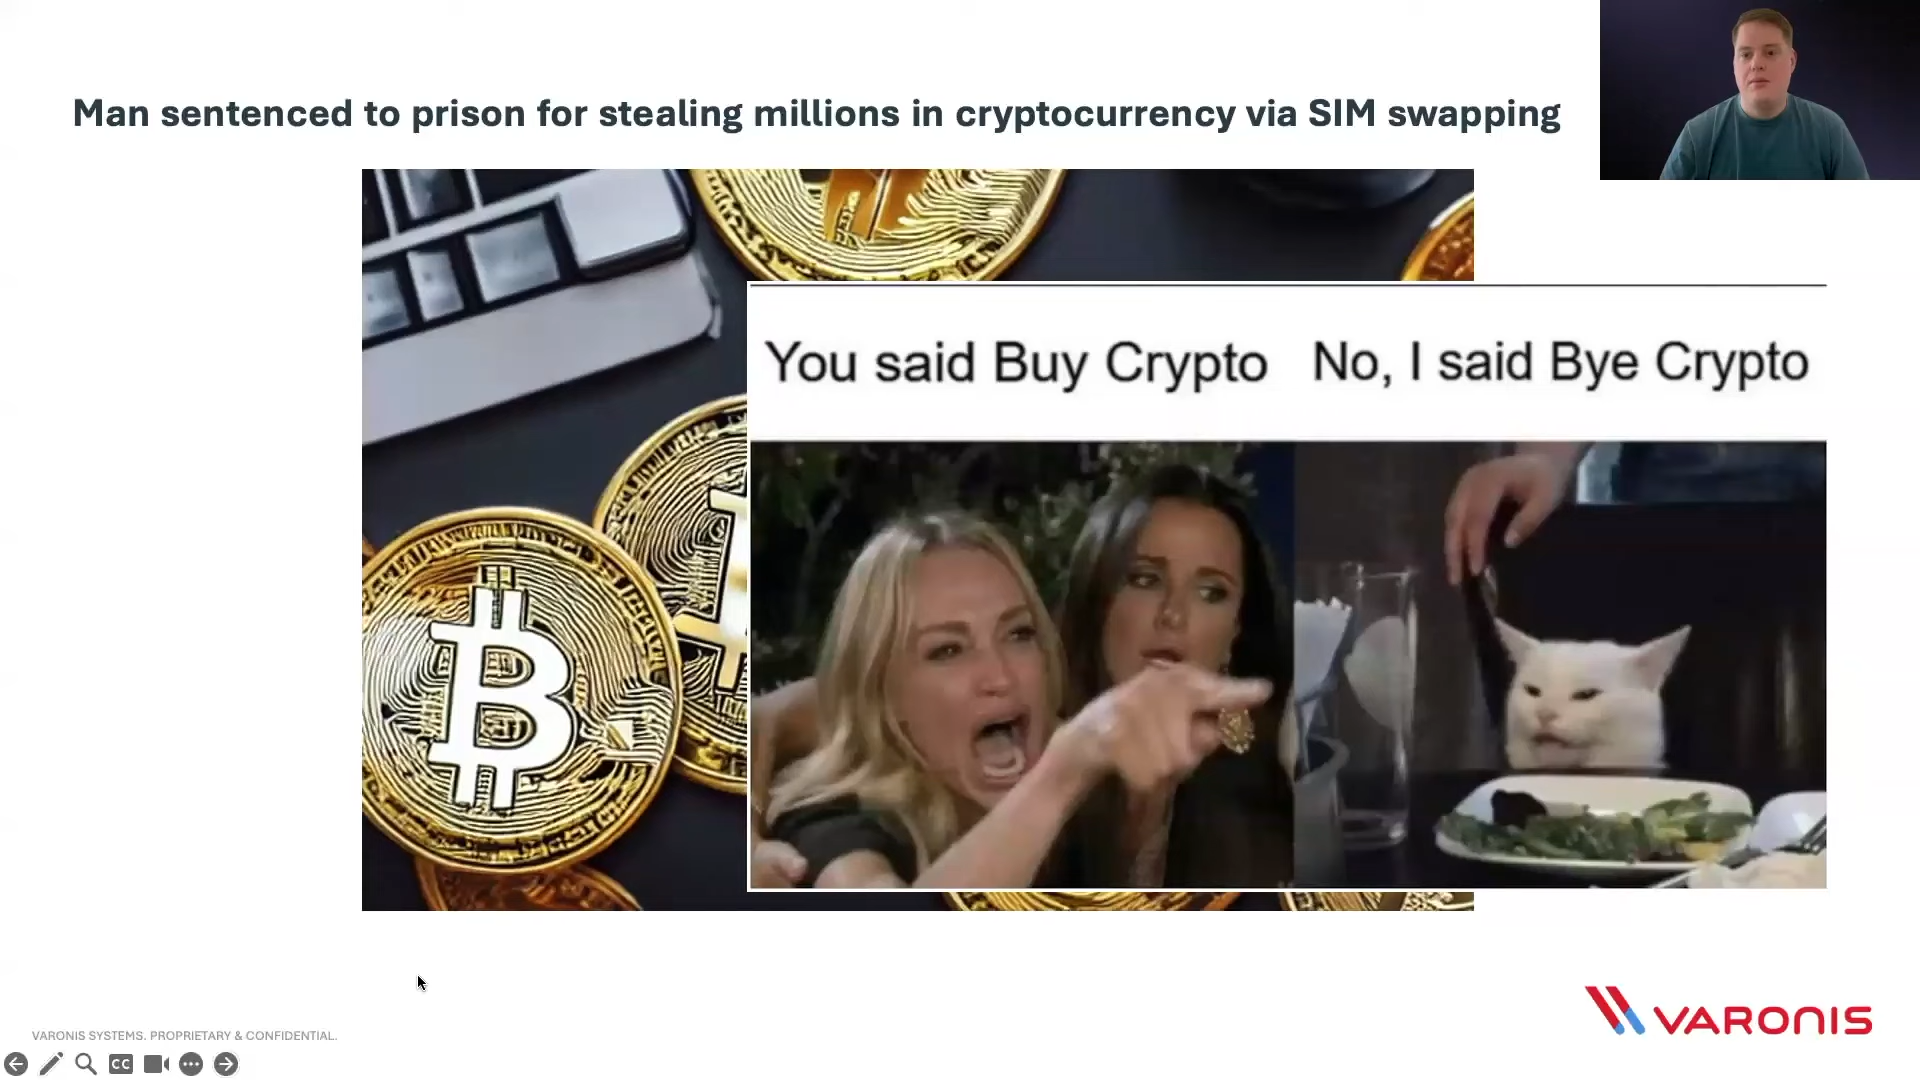 Man sentenced to prison for stealing millions in cryptocurrency via SIM swapping
You said Buy Crypto No, I said Bye Crypto
B
VARONIS
VARONIS SYSTEMS. PROPRIETARY & CONFIDENTIAL.
CC